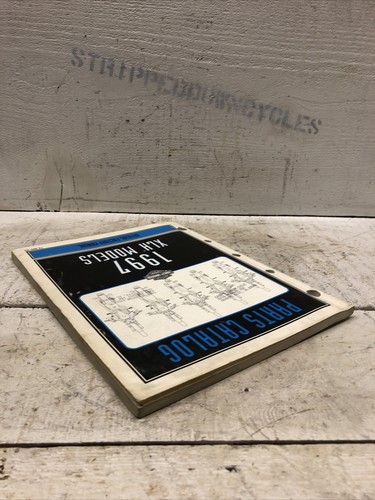 STRIPPEDDOWNCYCLES
1997
XLH MODELS
PARTS CATALOG